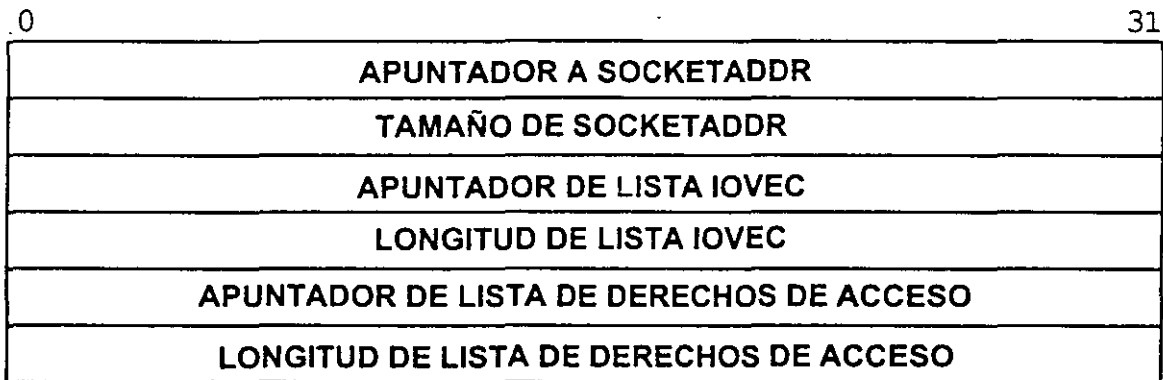 0 31
APUNTADOR A SOCKETADDR
TAMAÑO DE SOCKETADDR
APUNTADOR DE LISTA IOVEC
LONGITUD DE LISTA IOVEC
APUNTADOR DE LISTA DE DERECHOS DE ACCESO
LONGITUD DE LISTA DE DERECHOS DE ACCESO